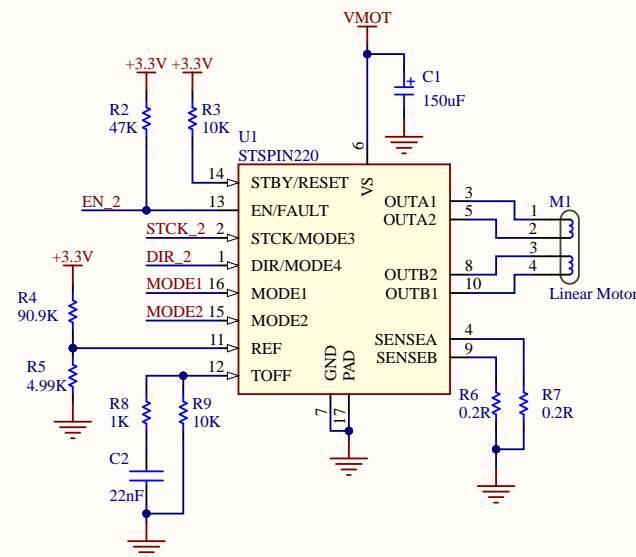 VMOT
+3.3V +3.3V
C1
150uF
R2
47K
R3
10K
U1
STSPIN220
6
VS
14 STBY/RESET
EN_2 13 EN/FAULT
STCK_2 2 STCK/MODE3
DIR_2 1 DIR/MODE4
MODE1 16 MODE1
MODE2 15 MODE2
11 REF
12 TOFF
OUTA1 3
OUTA2 5
OUTB2 8
OUTB1 10
SENSEA 4
SENSEB 9
GND
PAD
7
17
M1
1
2
3
4
Linear Motor
+3.3V
R4
90.9K
R5
4.99K
R8
1K
R9
10K
C2
22nF
R6
0.2R
R7
0.2R